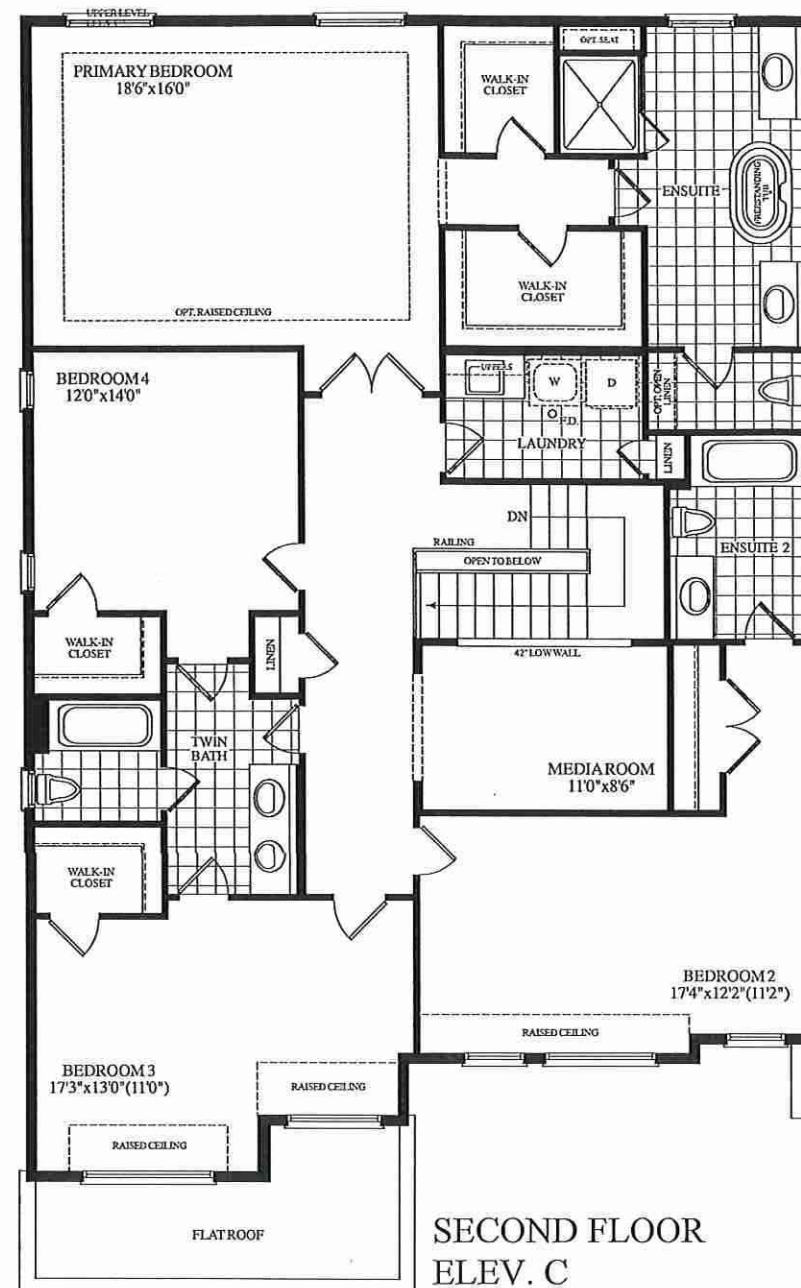 UPPER LEVEL
PRIMARY BEDROOM
18'6"x16'0"
OPT. RAISED CEILING
WALK-IN
CLOSET
OPT. SEAT
ENSUITE
FREESTANDING
TUB
WALK-IN
CLOSET
BEDROOM 4
12'0"x14'0"
UPPERS
W
D
F.D.
LAUNDRY
OPT. OPEN
LINEN
LINEN
DN
RAILING
OPEN TO BELOW
ENSUITE 2
WALK-IN
CLOSET
LINEN
42" LOW WALL
TWIN
BATH
MEDIA ROOM
11'0"x8'6"
WALK-IN
CLOSET
BEDROOM 2
17'4"x12'2"(11'2")
RAISED CEILING
BEDROOM 3
17'3"x13'0"(11'0")
RAISED CEILING
RAISED CEILING
FLAT ROOF
SECOND FLOOR
ELEV. C